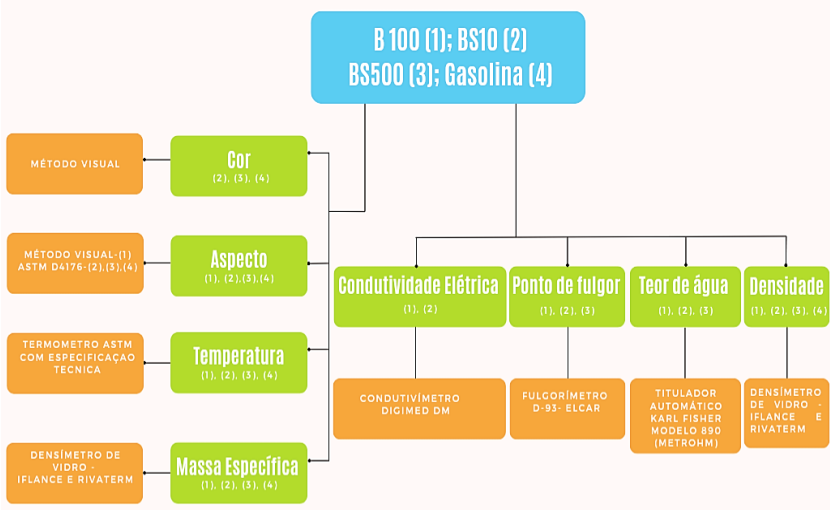 B 100 (1); BS10 (2)
BS500 (3); Gasolina (4)
MÉTODO VISUAL
Cor
(2), (3), (4)
MÉTODO VISUAL-(1)
ASTM D4176-(2),(3),(4)
Aspecto
(1), (2),(3),(4)
TERMOMETRO ASTM
COM ESPECIFICAÇAO
TECNICA
Temperatura
(1), (2), (3), (4)
DENSÍMETRO DE
VIDRO -
IFLANCE E RIVATERM
Massa Específica
(1), (2), (3), (4)
Condutividade Elétrica
(1), (2)
CONDUTIVÍMETRO
DIGIMED DM
Ponto de fulgor
(1), (2), (3)
FULGORÍMETRO
D-93- ELCAR
Teor de água
(1), (2), (3)
TITULADOR
AUTOMÁTICO
KARL FISHER
MODELO 890
(METROHM)
Densidade
(1), (2), (3), (4)
DENSÍMETRO
DE VIDRO -
IFLANCE E
RIVATERM